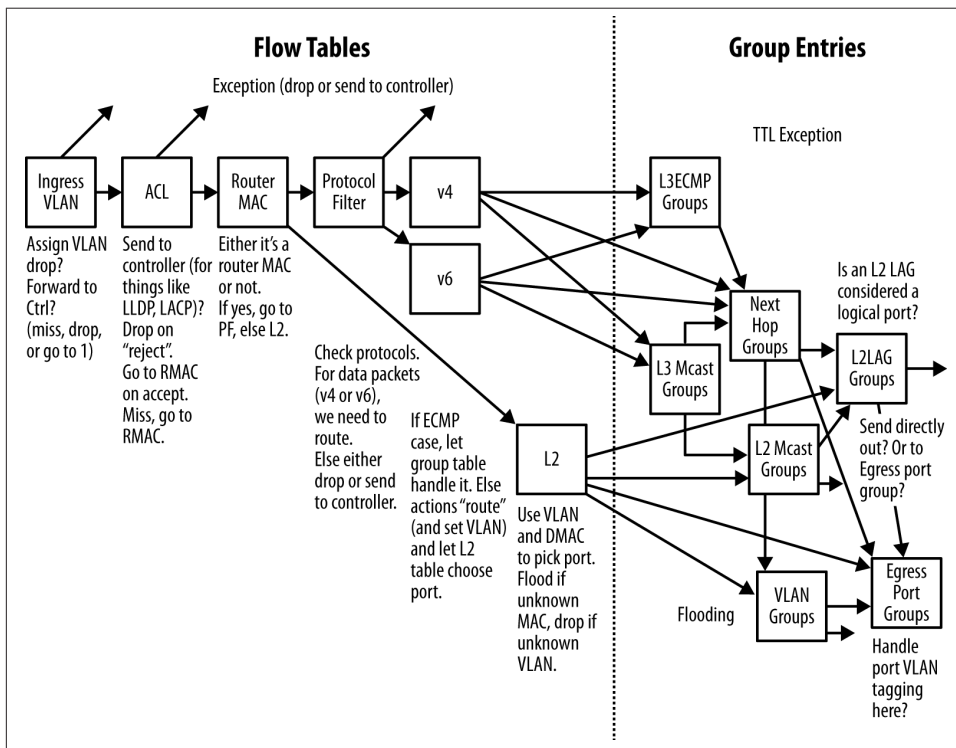 Flow Tables
Group Entries
Exception (drop or send to controller)
TTL Exception
Ingress
VLAN
ACL
Router
MAC
Protocol
Filter
v4
v6
L3ECMP
Groups
Assign VLAN
drop?
Forward to
Ctrl?
(miss, drop,
or go to 1)
Send to
controller (for
things like
LLDP, LACP)?
Drop on
“reject”.
Go to RMAC
on accept.
Miss, go to
RMAC.
Either it’s a
router MAC
or not.
If yes, go to
PF, else L2.
Check protocols.
For data packets
(v4 or v6),
we need to
route.
Else either
drop or send
to controller.
If ECMP
case, let
group table
handle it. Else
actions “route”
(and set VLAN)
and let L2
table choose
port.
L2
Use VLAN
and DMAC
to pick port.
Flood if
unknown
MAC, drop if
unknown
VLAN.
Next
Hop
Groups
Is an L2 LAG
considered a
logical port?
L3 Mcast
Groups
L2LAG
Groups
L2 Mcast
Groups
Send directly
out? Or to
Egress port
group?
Flooding
VLAN
Groups
Egress
Port
Groups
Handle
port VLAN
tagging
here?